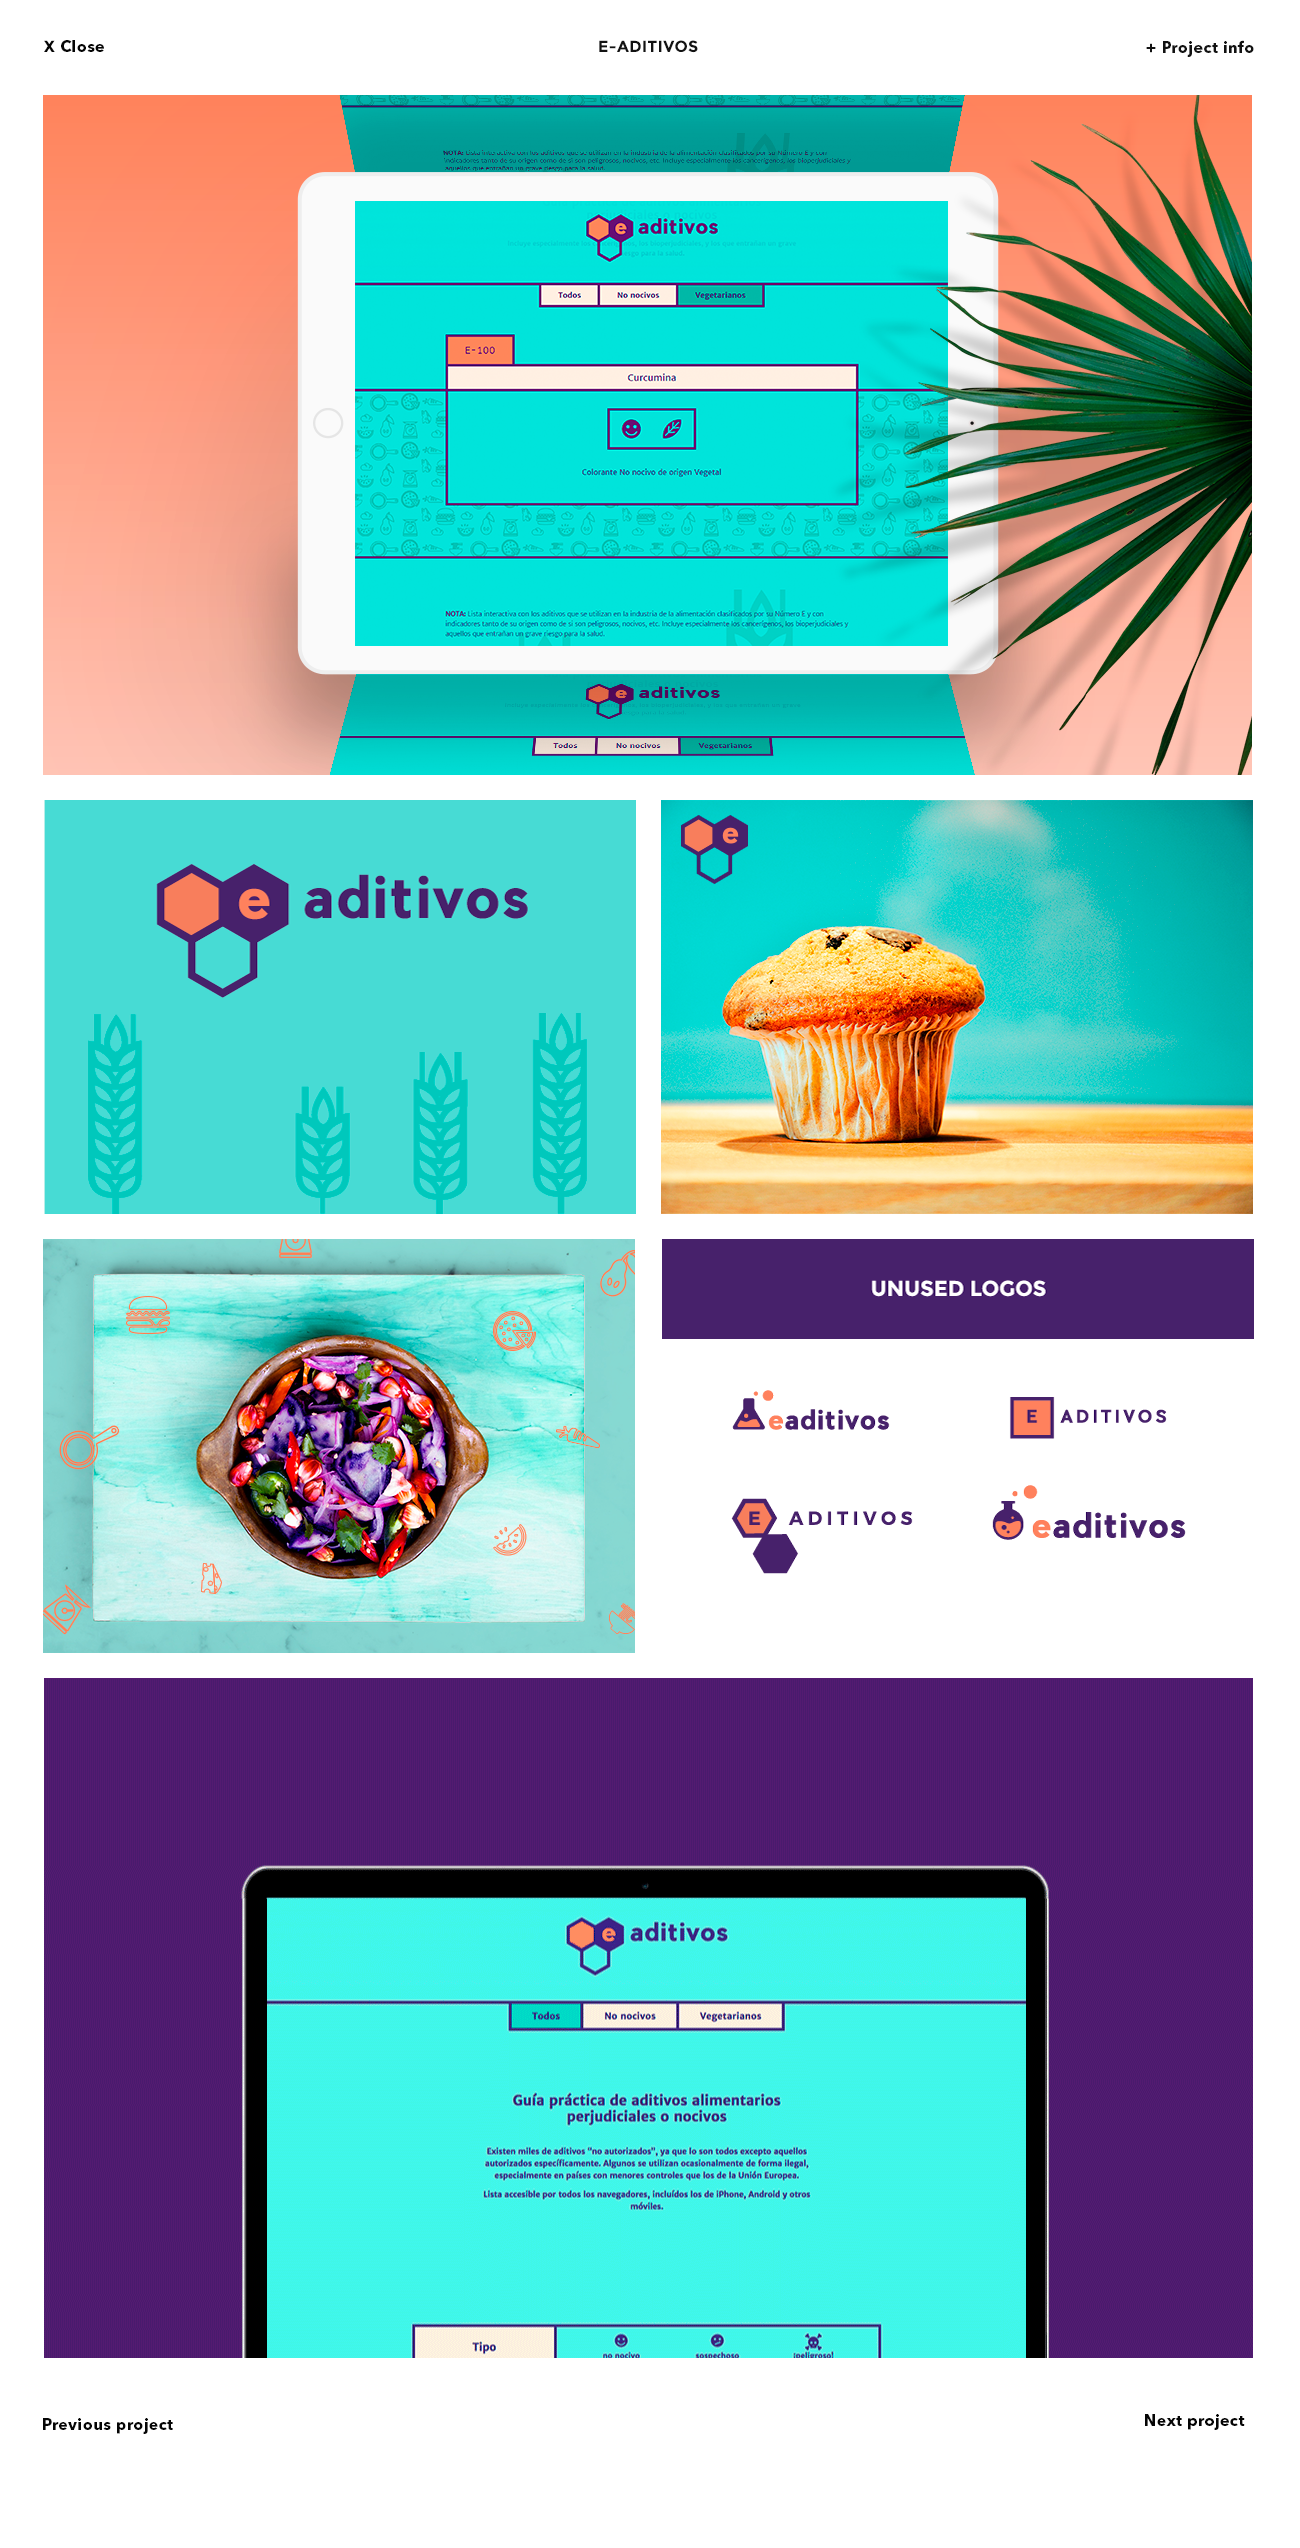 X Close
E-ADITIVOS
+ Project info
NOTA: Lista interactiva con los aditivos que se utilizan en la industria de la alimentación clasificados por su Número E y con
indicadores tanto de su origen como de si son peligrosos, nocivos, etc. Incluye especialmente los cancerígenos, los bioperjudiciales y
aquellos que entrañan un grave riesgo para la salud.
e aditivos
Todos No nocivos Vegetarianos
E-100
Curcumina
Colorante No nocivo de origen Vegetal
NOTA: Lista interactiva con los aditivos que se utilizan en la industria de la alimentación clasificados por su Número E y con
indicadores tanto de su origen como de si son peligrosos, nocivos, etc. Incluye especialmente los cancerígenos, los bioperjudiciales y
aquellos que entrañan un grave riesgo para la salud.
e aditivos
Todos No nocivos Vegetarianos
e aditivos
e
UNUSED LOGOS
eaditivos
E ADITIVOS
E ADITIVOS
eaditivos
e aditivos
Todos No nocivos Vegetarianos
Guía práctica de aditivos alimentarios
perjudiciales o nocivos
Existen miles de aditivos "no autorizados", ya que lo son todos excepto aquellos
autorizados específicamente. Algunos se utilizan ocasionalmente de forma ilegal,
especialmente en países con menores controles que los de la Unión Europea.
Lista accesible por todos los navegadores, incluídos los de iPhone, Android y otros
móviles.
Tipo
no nocivo sospechoso ¡peligroso!
Previous project
Next project